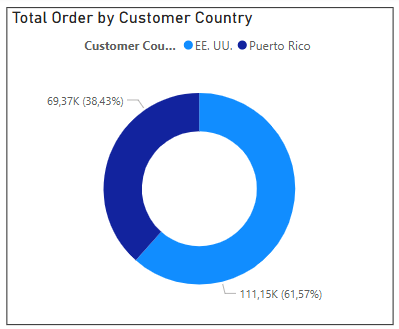 Total Order by Customer Country
Customer Cou... EE. UU. Puerto Rico
69,37K (38,43%)
111,15K (61,57%)